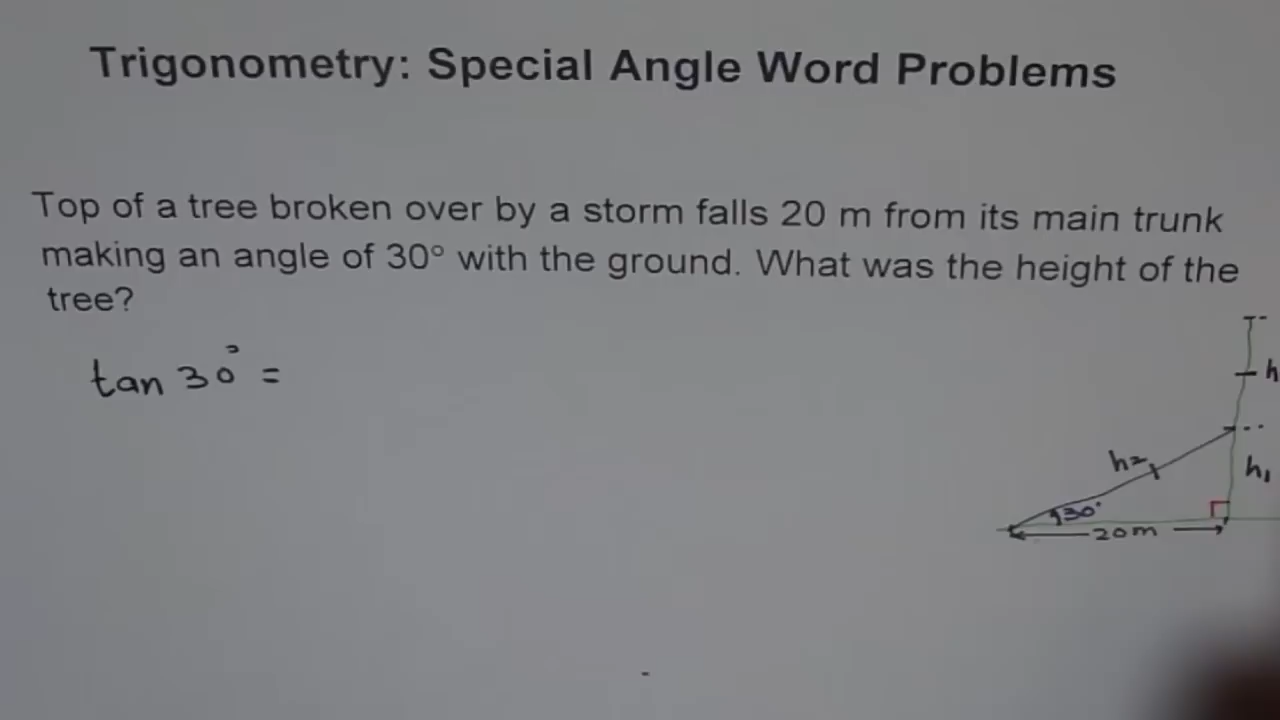 Trigonometry: Special Angle Word Problems
Top of a tree broken over by a storm falls 20 m from its main trunk
making an angle of 30° with the ground. What was the height of the
tree?
tan 30° =
h
h₂
h₁
30°
20m